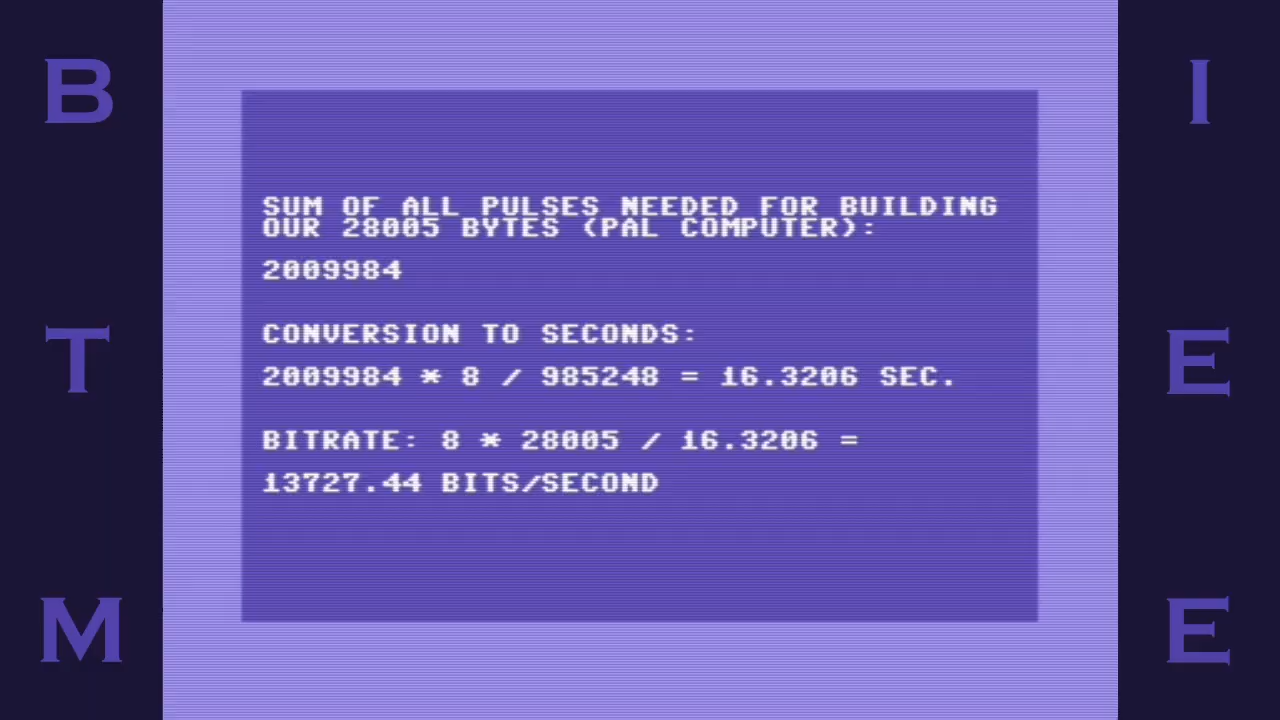 B
T
M
SUM OF ALL PULSES NEEDED FOR BUILDING
OUR 28005 BYTES (PAL COMPUTER):
2009984
CONVERSION TO SECONDS:
2009984 * 8 / 985248 = 16.3206 SEC.
BITRATE: 8 * 28005 / 16.3206 =
13727.44 BITS/SECOND
I
E
E